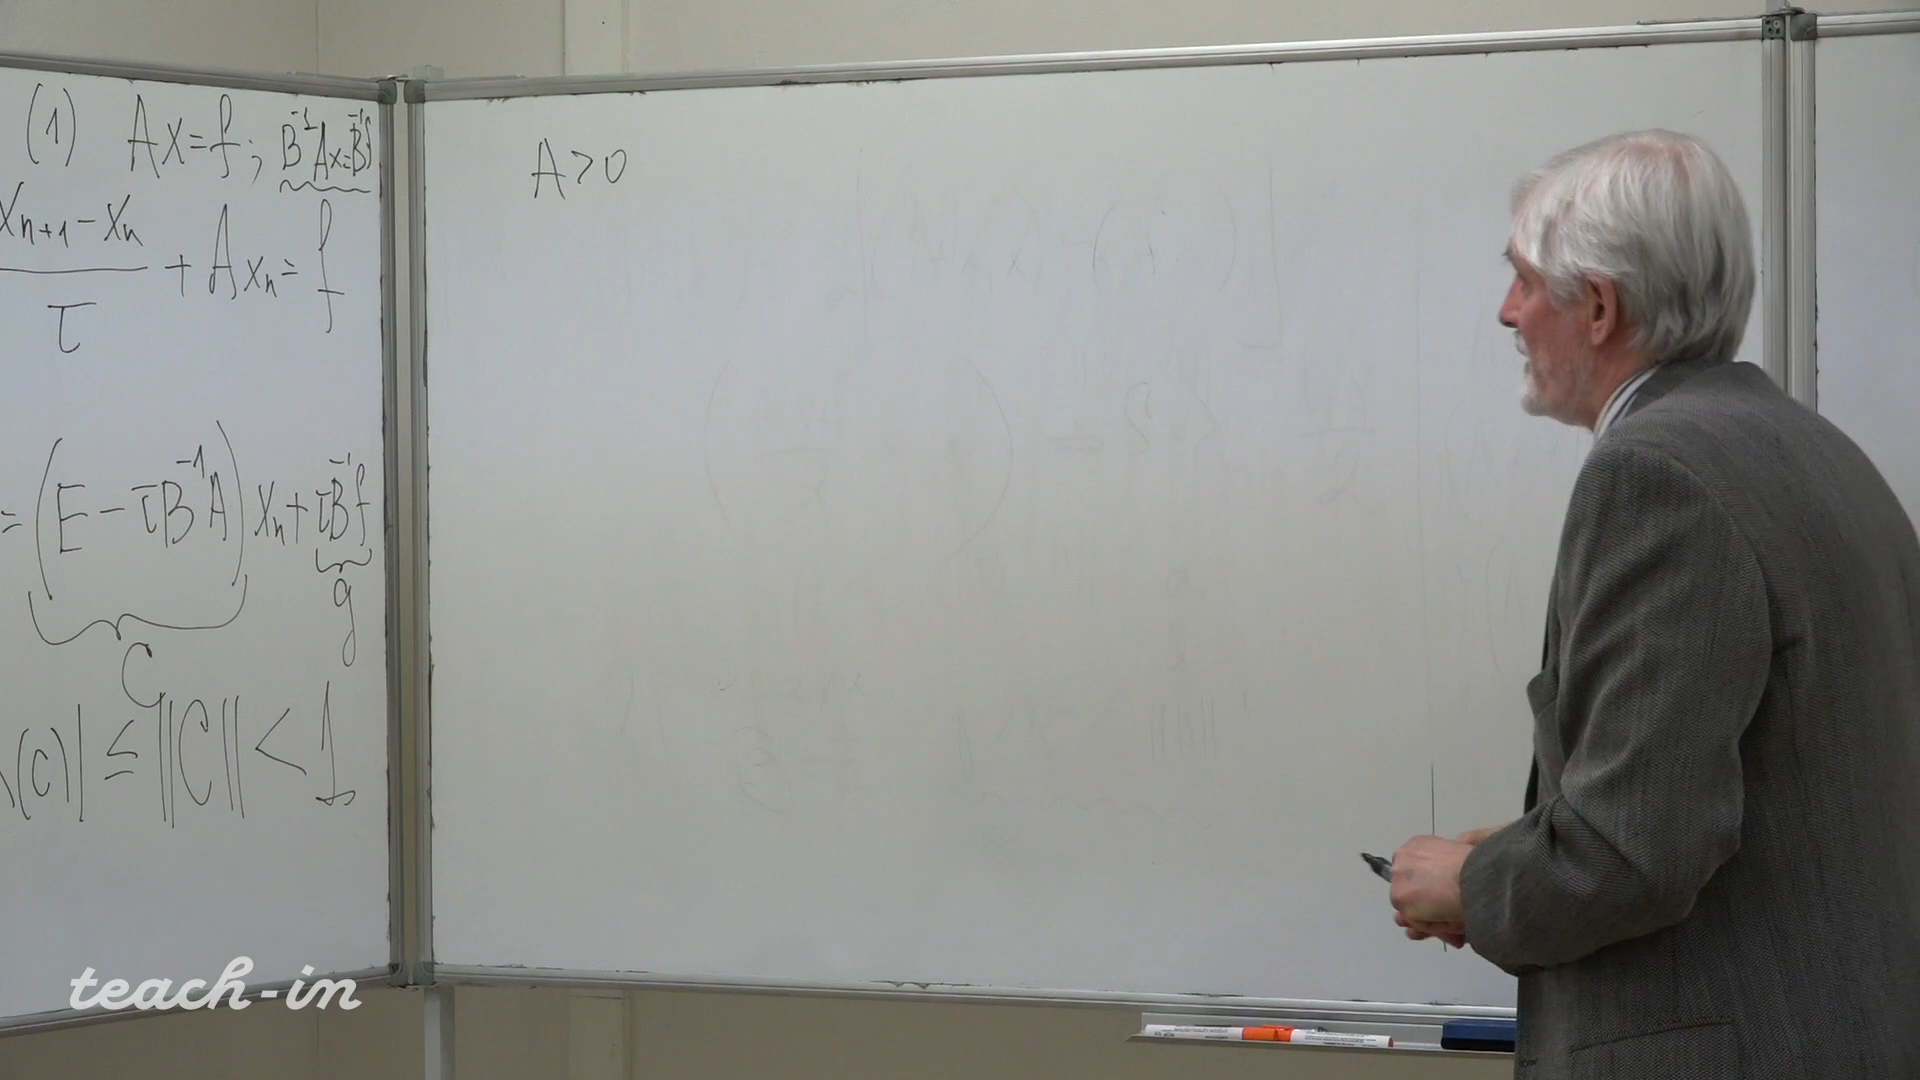 (1) Ax=f; B⁻¹Ax=B⁻¹f
(xₙ₊₁-xₙ)/τ + Axₙ=f
=(E-τB⁻¹A)xₙ+τB⁻¹f
C g
(C)|≤||C||<1
A>0
teach-in